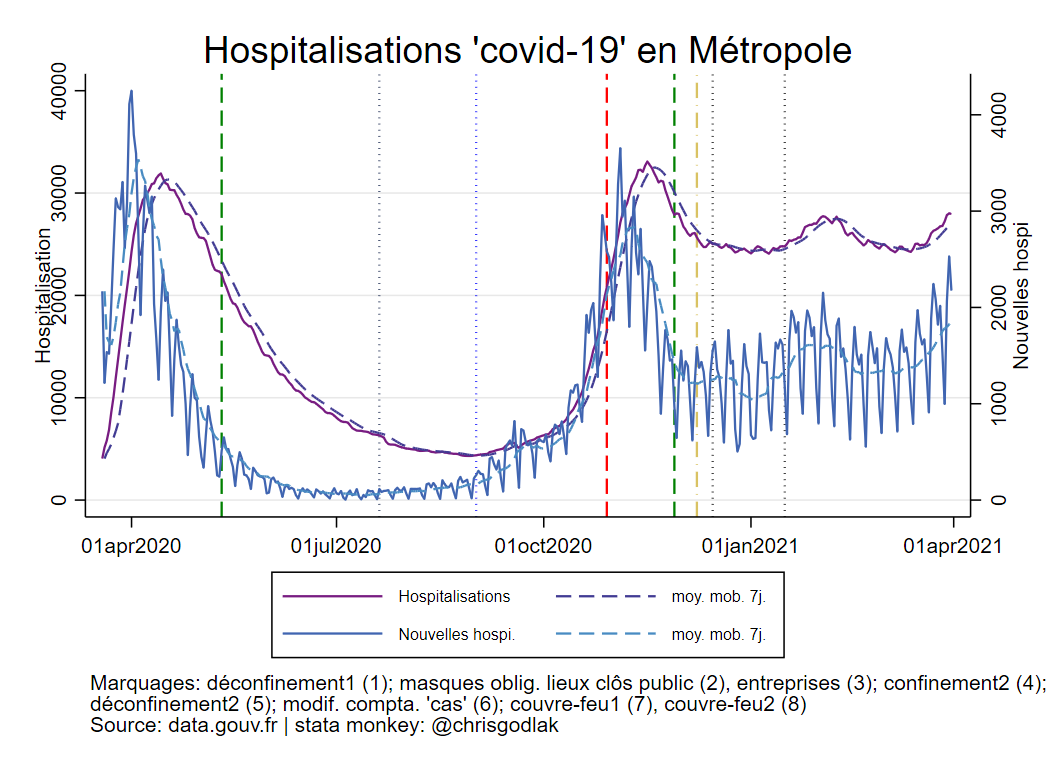 Hospitalisations 'covid-19' en Métropole
Hospitalisation
40000
30000
20000
10000
0
4000
3000
2000
1000
0
Nouvelles hospi
01apr2020 01jul2020 01oct2020 01jan2021 01apr2021
Hospitalisations moy. mob. 7j.
Nouvelles hospi. moy. mob. 7j.
Marquages: déconfinement1 (1); masques oblig. lieux clôs public (2), entreprises (3); confinement2 (4);
déconfinement2 (5); modif. compta. 'cas' (6); couvre-feu1 (7), couvre-feu2 (8)
Source: data.gouv.fr | stata monkey: @chrisgodlak